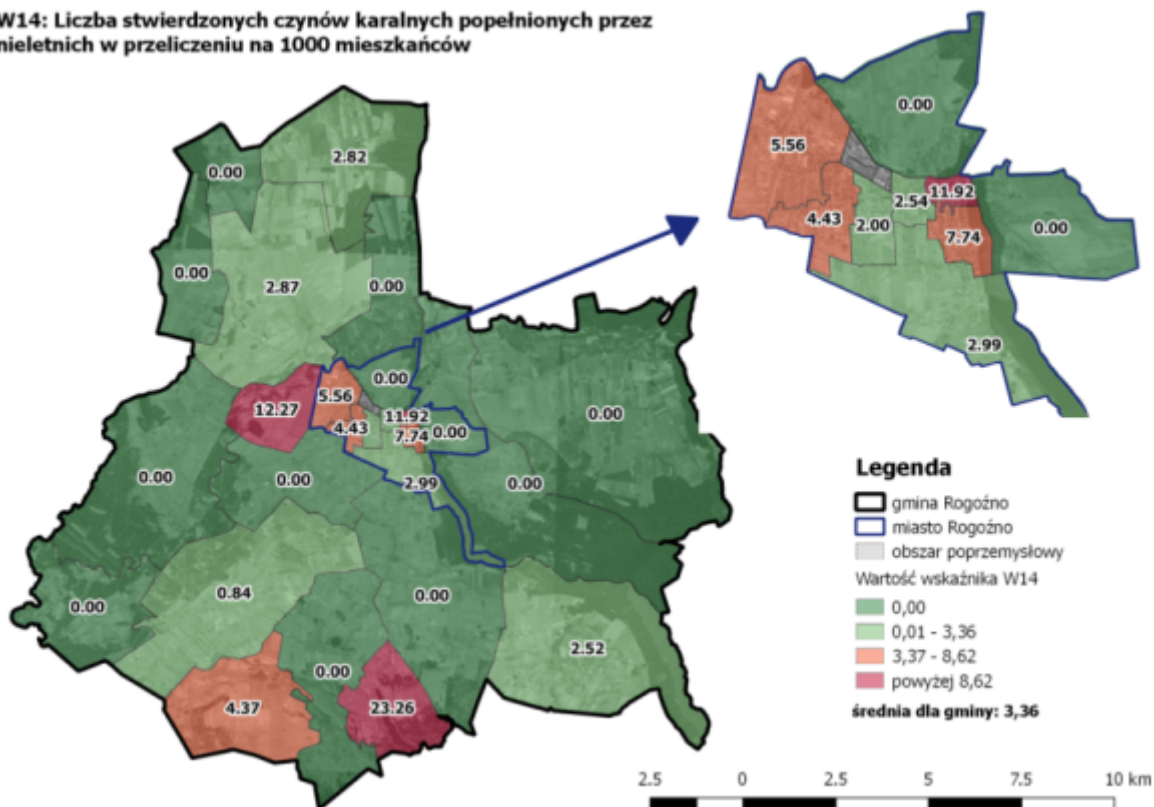 W14: Liczba stwierdzonych czynów karalnych popełnionych przez
nieletnich w przeliczeniu na 1000 mieszkańców
0.00
2.82
0.00
2.87
0.00
0.00
5.56
12.27
4.43
11.92
7.74
0.00
0.00
0.00
0.00
2.99
0.00
0.00
0.84
0.00
2.52
0.00
4.37
23.26
0.00
5.56
11.92
2.54
4.43
2.00
7.74
0.00
2.99
Legenda
gmina Rogoźno
miasto Rogoźno
obszar poprzemysłowy
Wartość wskaźnika W14
0,00
0,01 - 3,36
3,37 - 8,62
powyżej 8,62
średnia dla gminy: 3,36
2.5 0 2.5 5 7.5 10 km